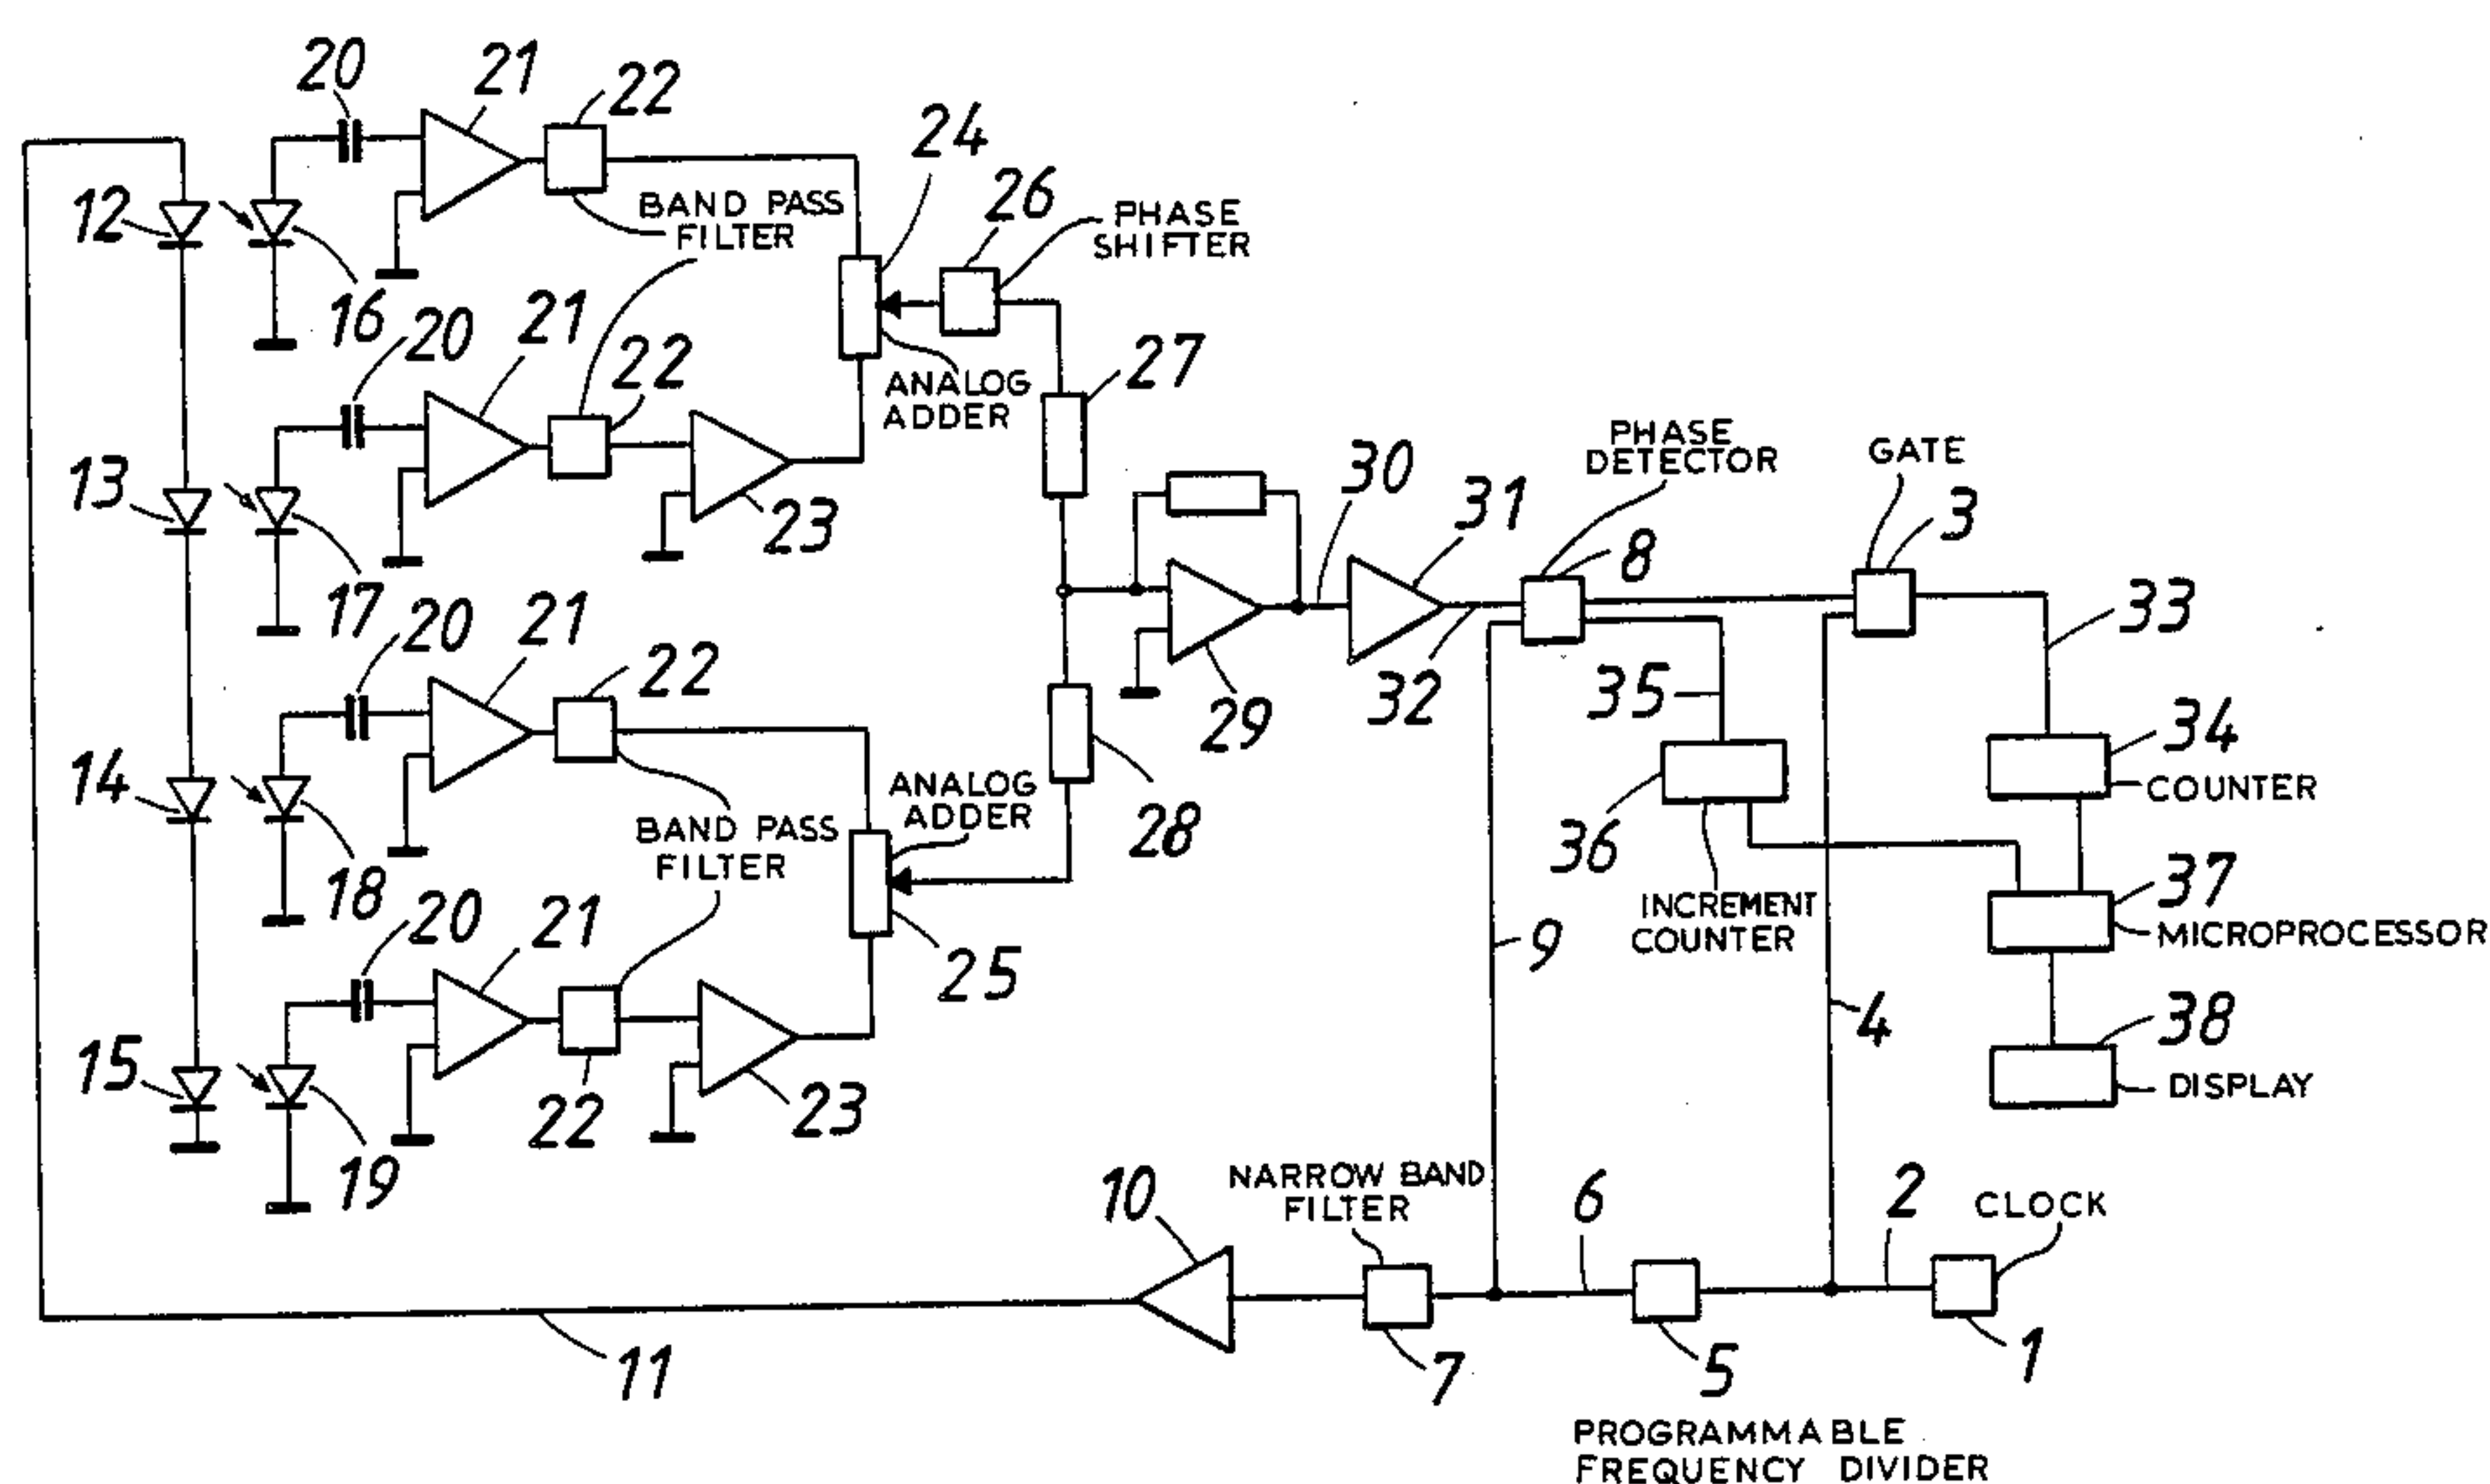 20
21
22
24
12
BAND PASS
FILTER
26
PHASE
SHIFTER
16
20
21
22
27
ANALOG
ADDER
13
17
23
30
31
PHASE
DETECTOR
8
GATE
3
33
20
21
22
29
32
35
34
COUNTER
14
18
BAND PASS
FILTER
ANALOG
ADDER
28
36
INCREMENT
COUNTER
37
MICROPROCESSOR
20
21
25
9
4
38
DISPLAY
15
19
22
23
10
NARROW BAND
FILTER
6
2
CLOCK
11
7
5
1
PROGRAMMABLE
FREQUENCY DIVIDER